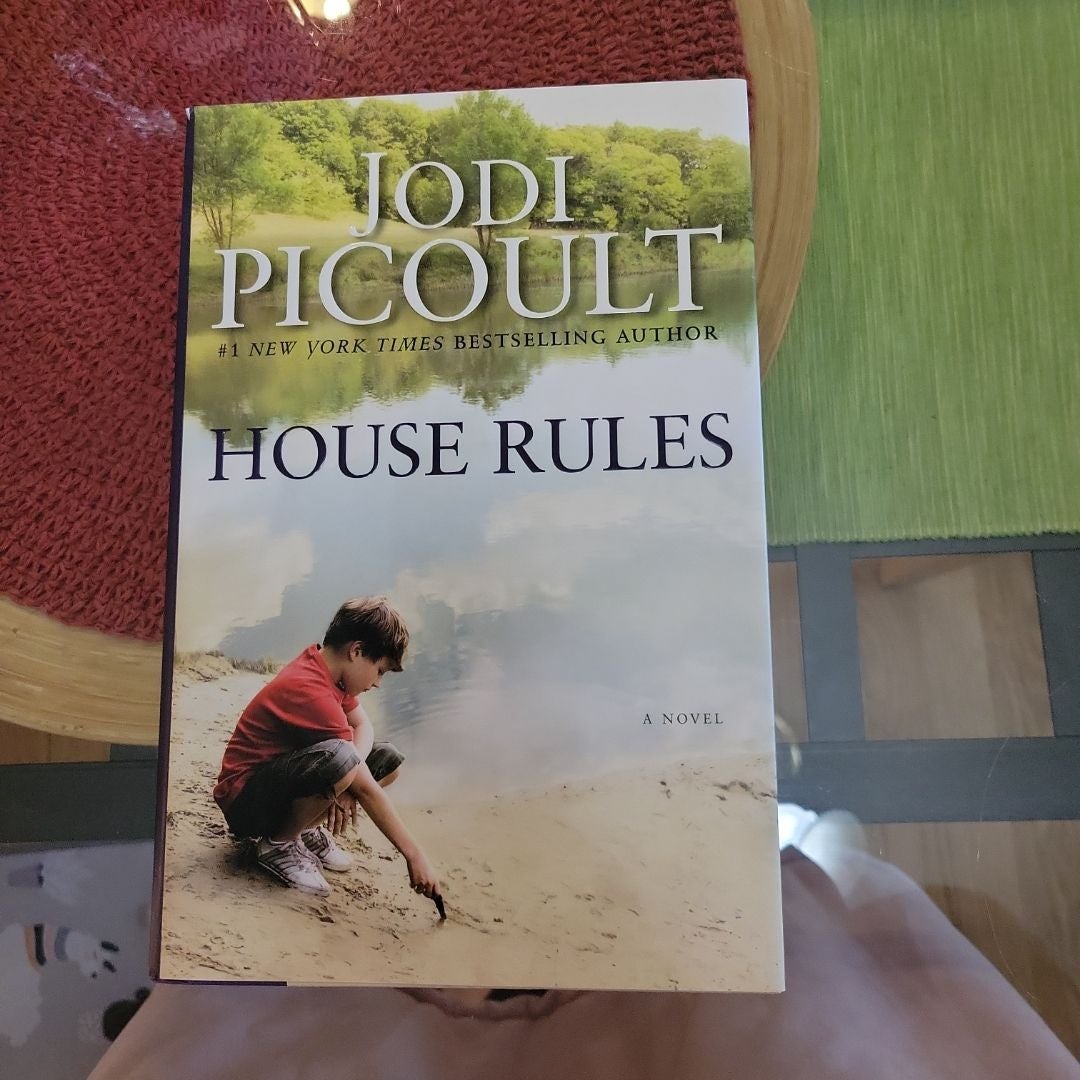 JODI
PICOULT
#1 NEW YORK TIMES BESTSELLING AUTHOR
HOUSE RULES
A NOVEL